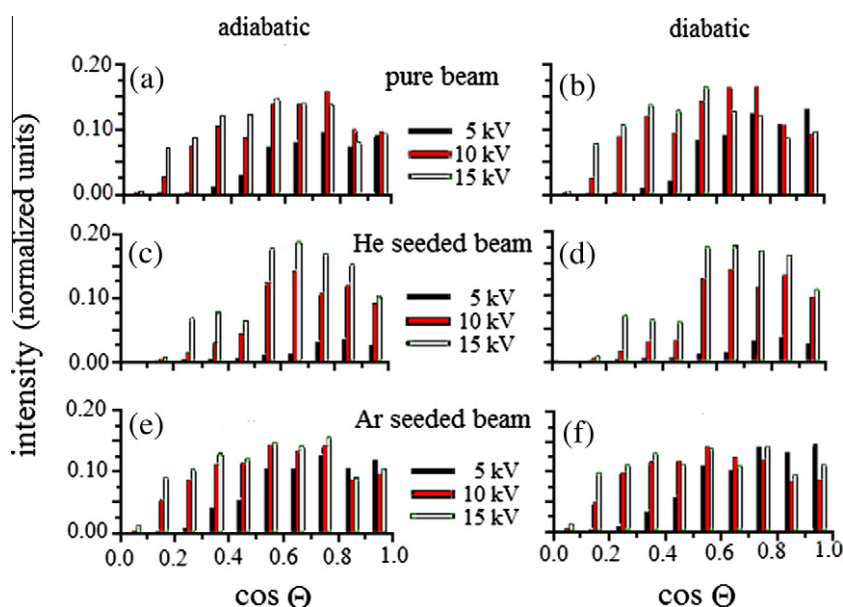 adiabatic
diabatic
intensity (normalized units)
0.20
0.10
0.00
(a)
pure beam
5 kV
10 kV
15 kV
(b)
0.20
0.10
0.00
(c)
He seeded beam
5 kV
10 kV
15 kV
(d)
0.20
0.10
0.00
(e)
Ar seeded beam
5 kV
10 kV
15 kV
(f)
0.0 0.2 0.4 0.6 0.8 1.0
0.0 0.2 0.4 0.6 0.8 1.0
cos Θ
cos Θ